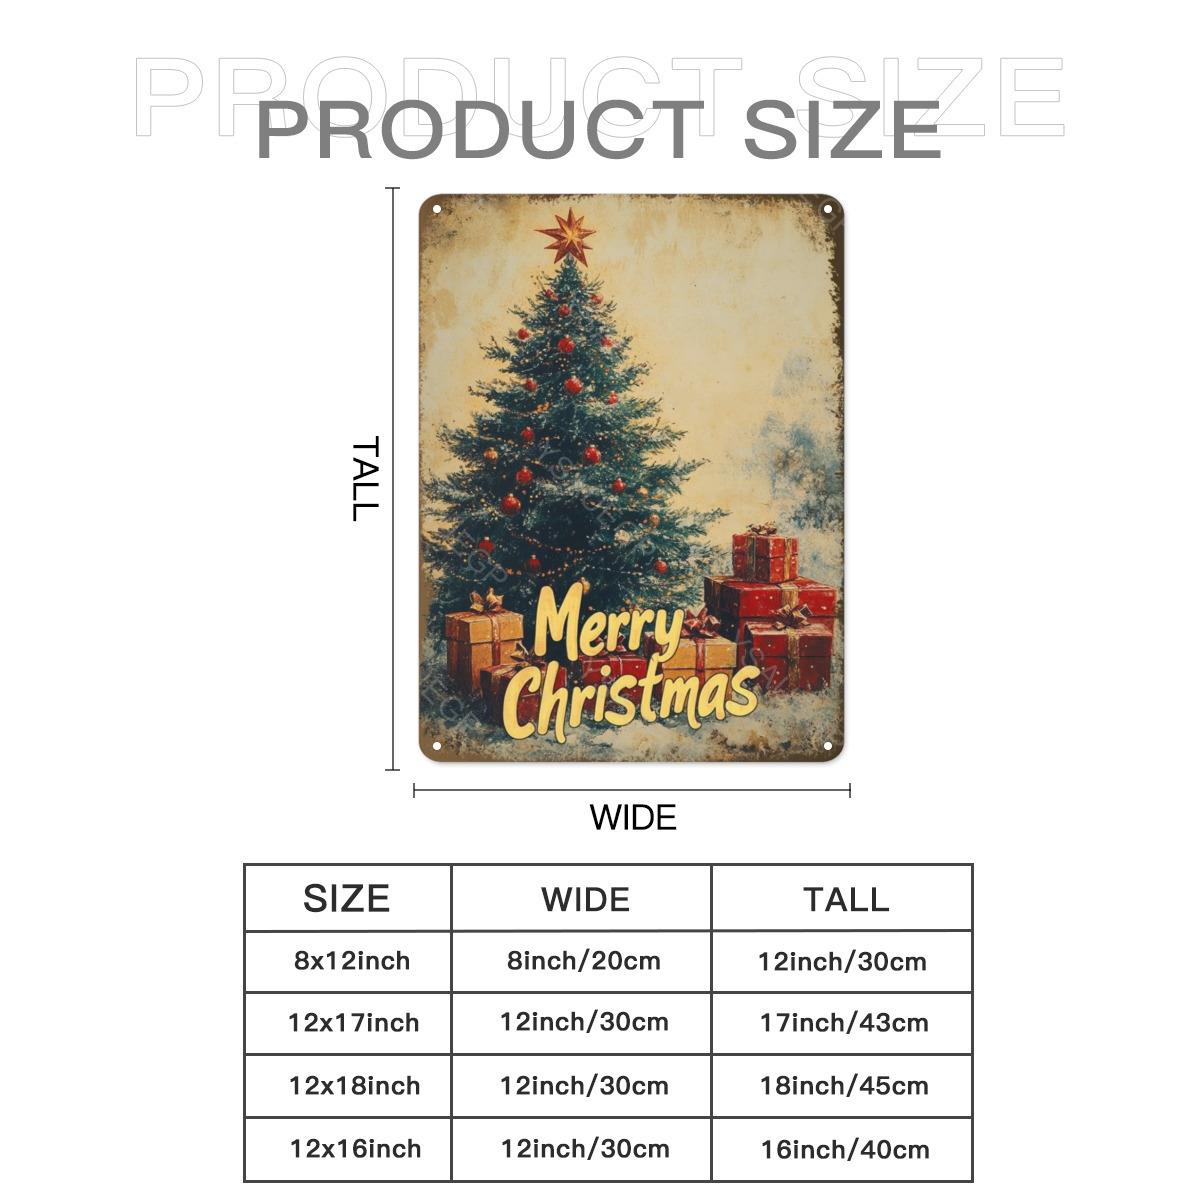 PRODUCT SIZE
PRODUCT SIZE
TALL
Merry
Christmas
WIDE
SIZE WIDE TALL
8x12inch 8inch/20cm 12inch/30cm
12x17inch 12inch/30cm 17inch/43cm
12x18inch 12inch/30cm 18inch/45cm
12x16inch 12inch/30cm 16inch/40cm